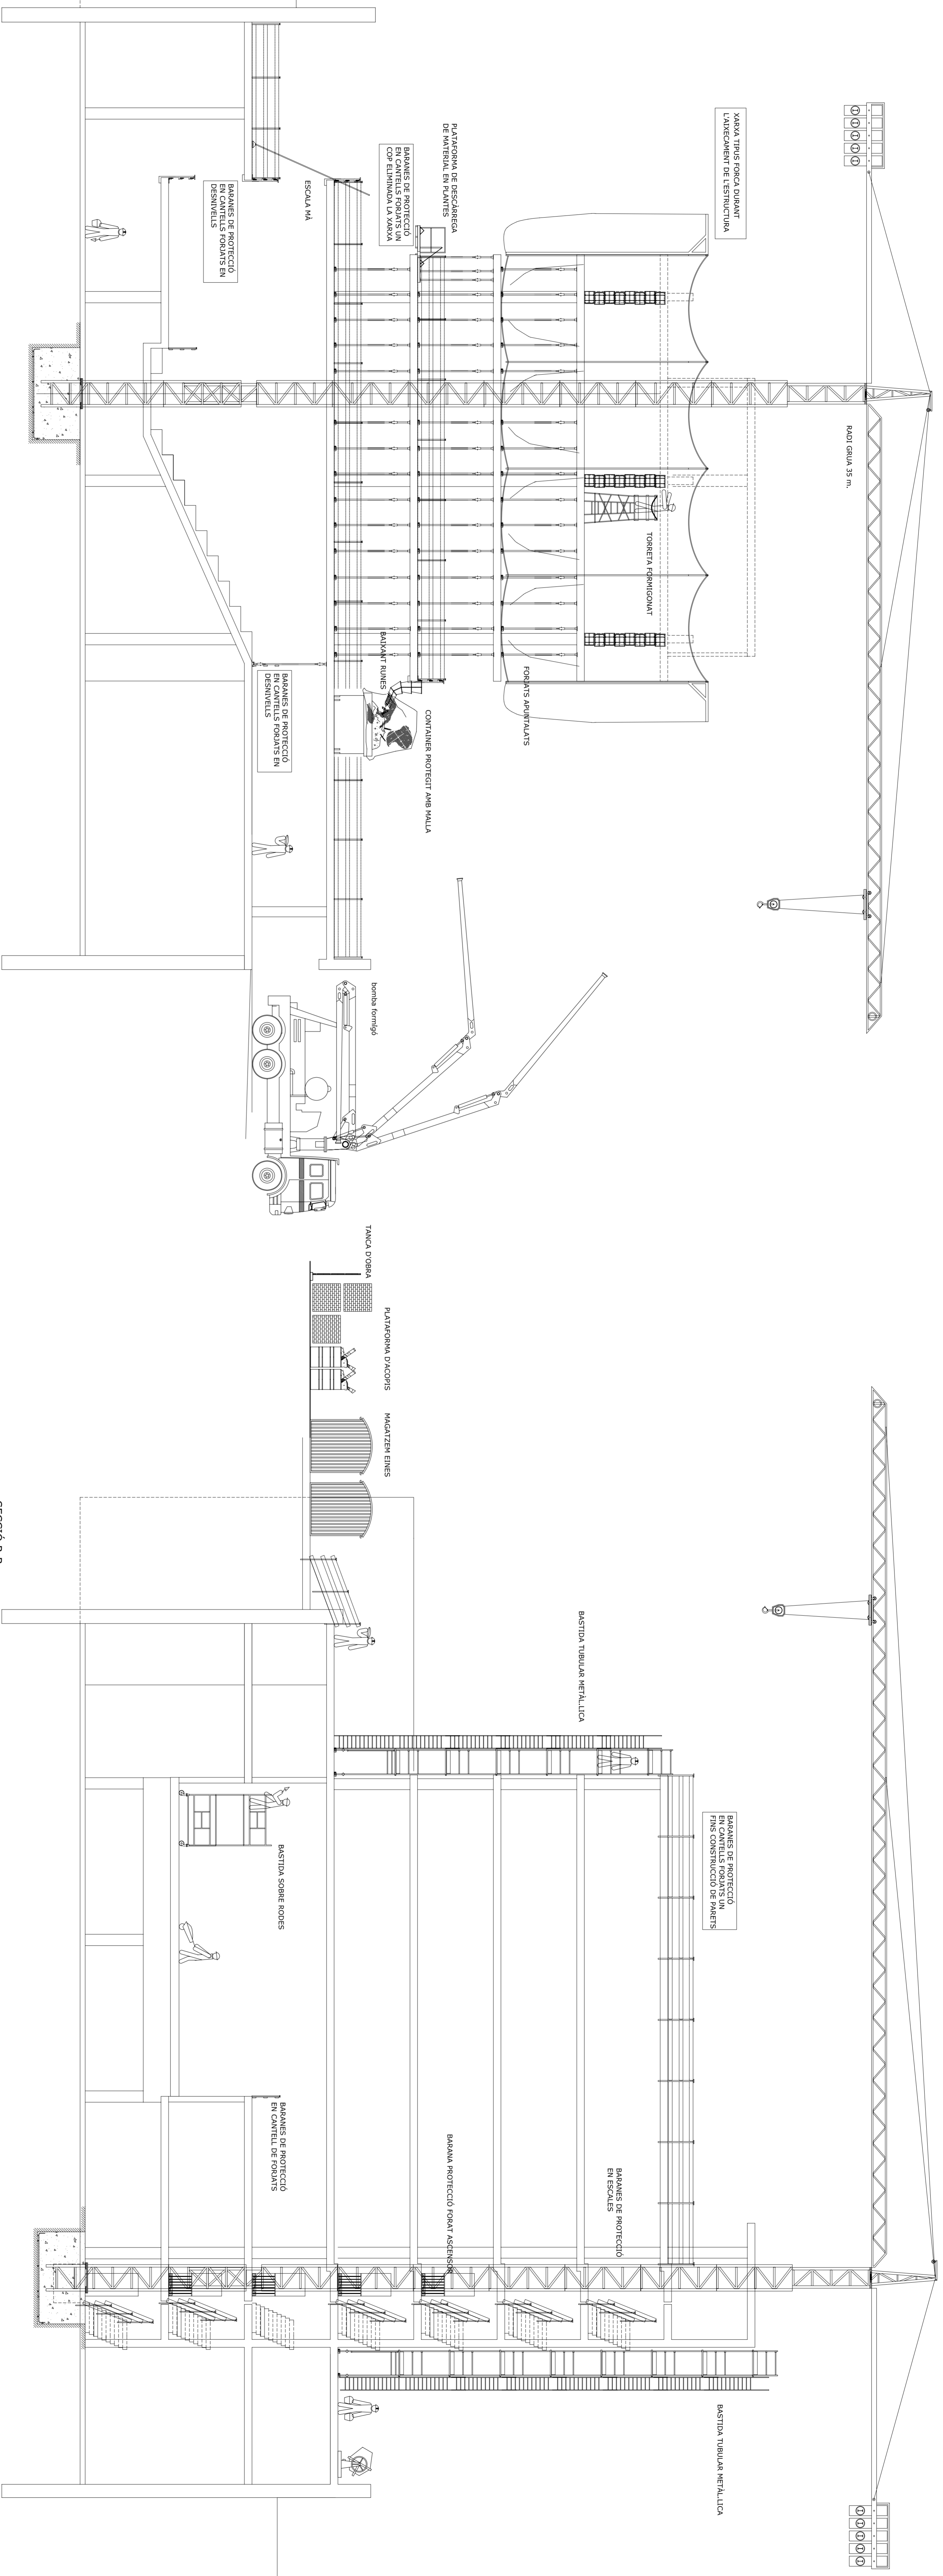 XARXA TIPUS FORCA DURANT
L'AIXECAMENT DE L'ESTRUCTURA
RADI GRUA 35 m.
PLATAFORMA DE DESCÀRREGA
DE MATERIAL EN PLANTES
BARANES DE PROTECCIÓ
EN CANTELLS FORJATS UN
COP ELIMINADA LA XARXA
ESCALA MÀ
BARANES DE PROTECCIÓ
EN CANTELLS FORJATS EN
DESNIVELLS
TORRETA FORMIGONAT
FORJATS APUNTALATS
CONTAINER PROTEGIT AMB MALLA
BAIXANT RUNES
BARANES DE PROTECCIÓ
EN CANTELLS FORJATS EN
DESNIVELLS
bomba formigó
TANCA D'OBRA
PLATAFORMA D'ACOPIS
MAGATZEM EINES
BASTIDA TUBULAR METÀL.LICA
BARANES DE PROTECCIÓ
EN CANTELLS FORJATS UN
FINS CONSTRUCCIÓ DE PARETS
BASTIDA SOBRE RODES
BARANES DE PROTECCIÓ
EN CANTELL DE FORJATS
BARANA PROTECCIÓ FORAT ASCENSOR
BARANES DE PROTECCIÓ
EN ESCALES
BASTIDA TUBULAR METÀL.LICA